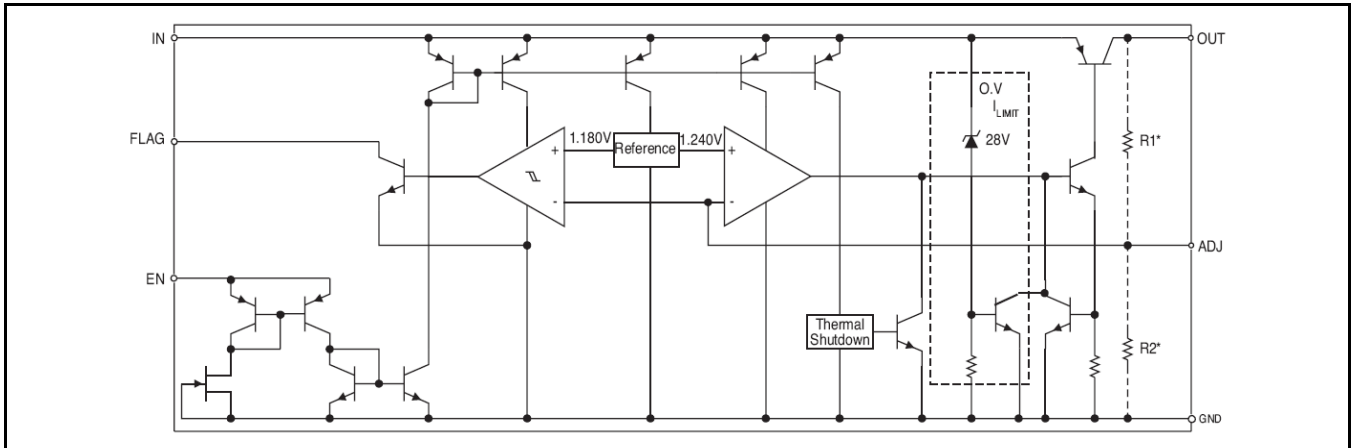 IN
OUT
O.V
ILIMIT
FLAG
28V
R1*
1.180V
Reference
1.240V
+
+
-
-
ADJ
EN
Thermal
Shutdown
R2*
GND